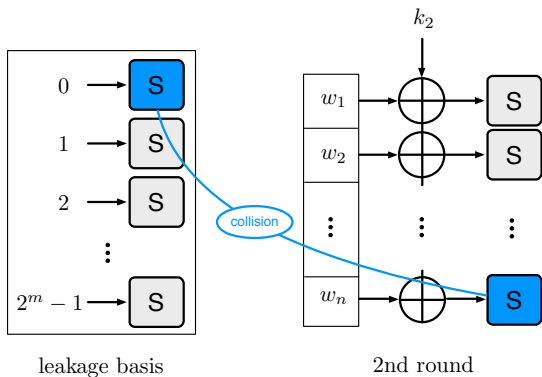 k₂
0 S
w₁ S
1 S
w₂ S
2 S
collision
⋮ ⋮ ⋮ ⋮
2ᵐ − 1 S
wₙ S
leakage basis
2nd round